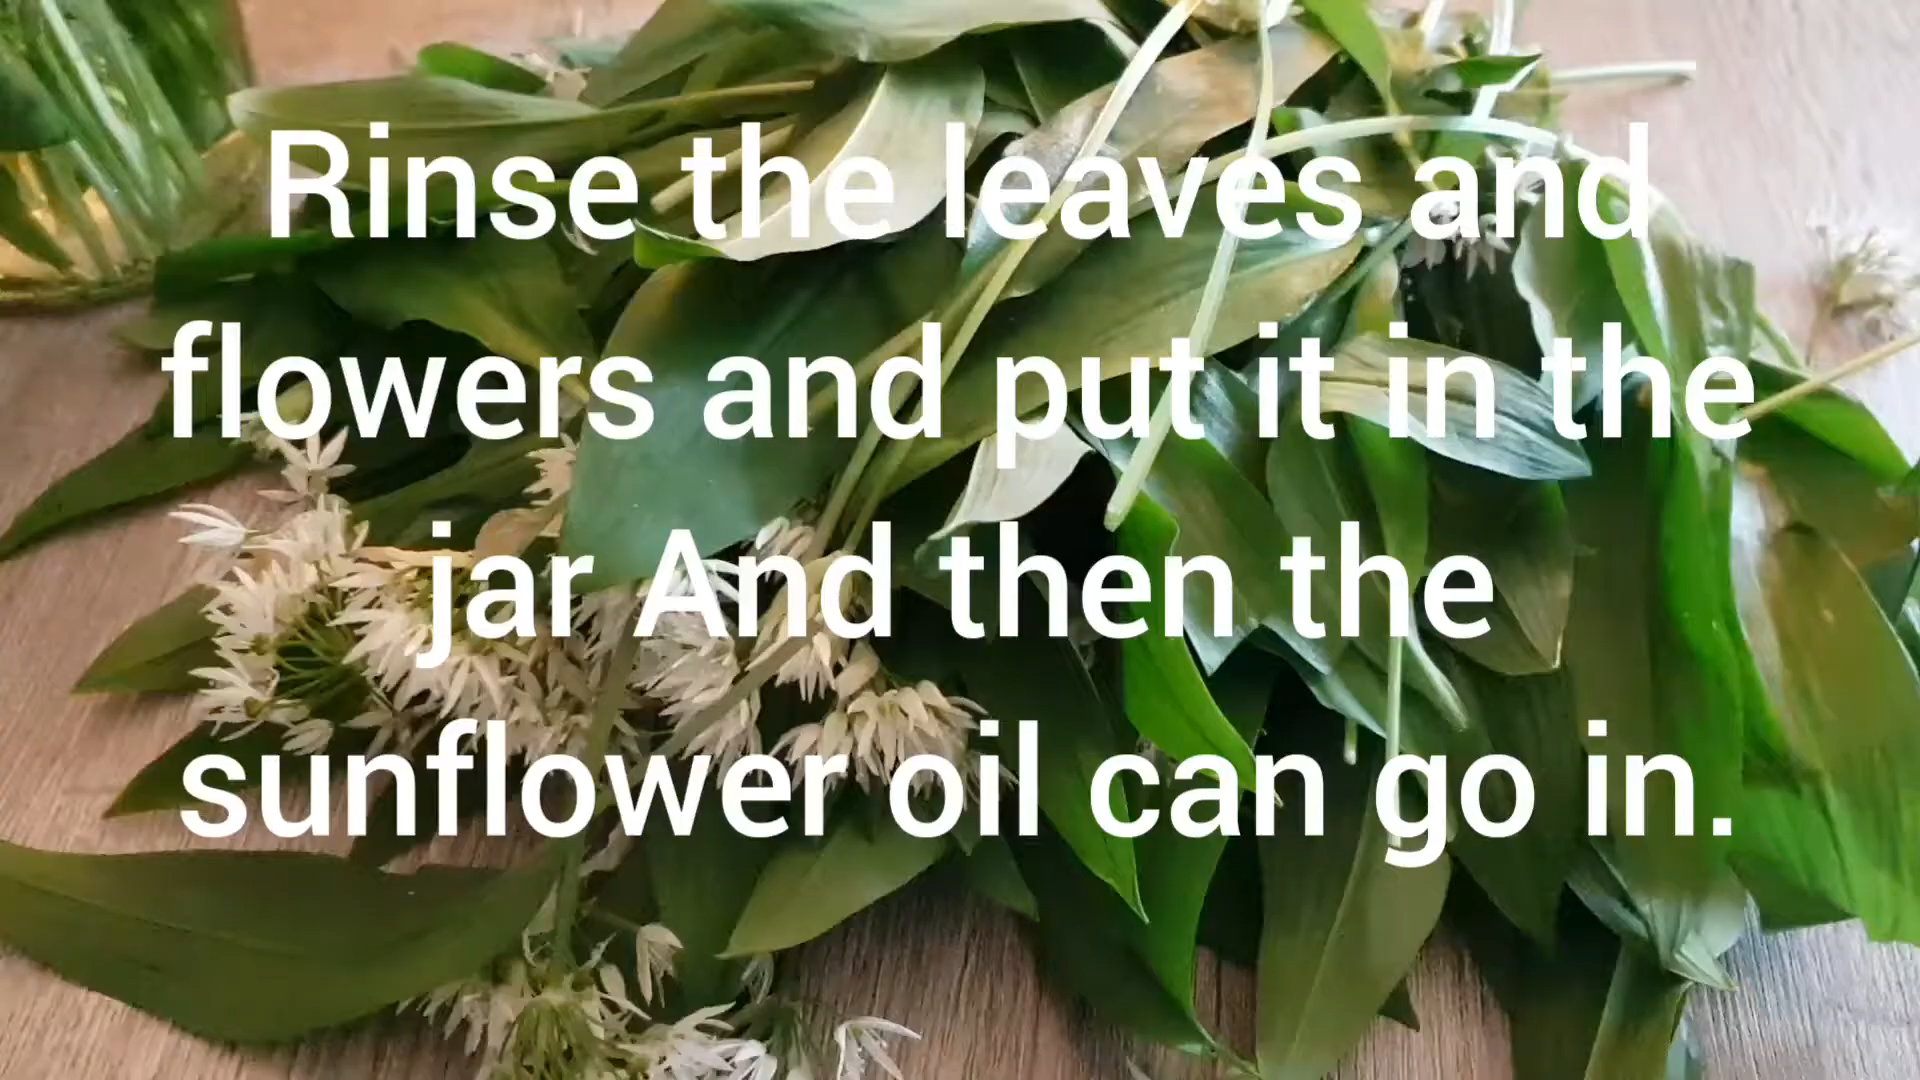 Rinse the leaves and
flowers and put it in the
jar And then the
sunflower oil can go in.